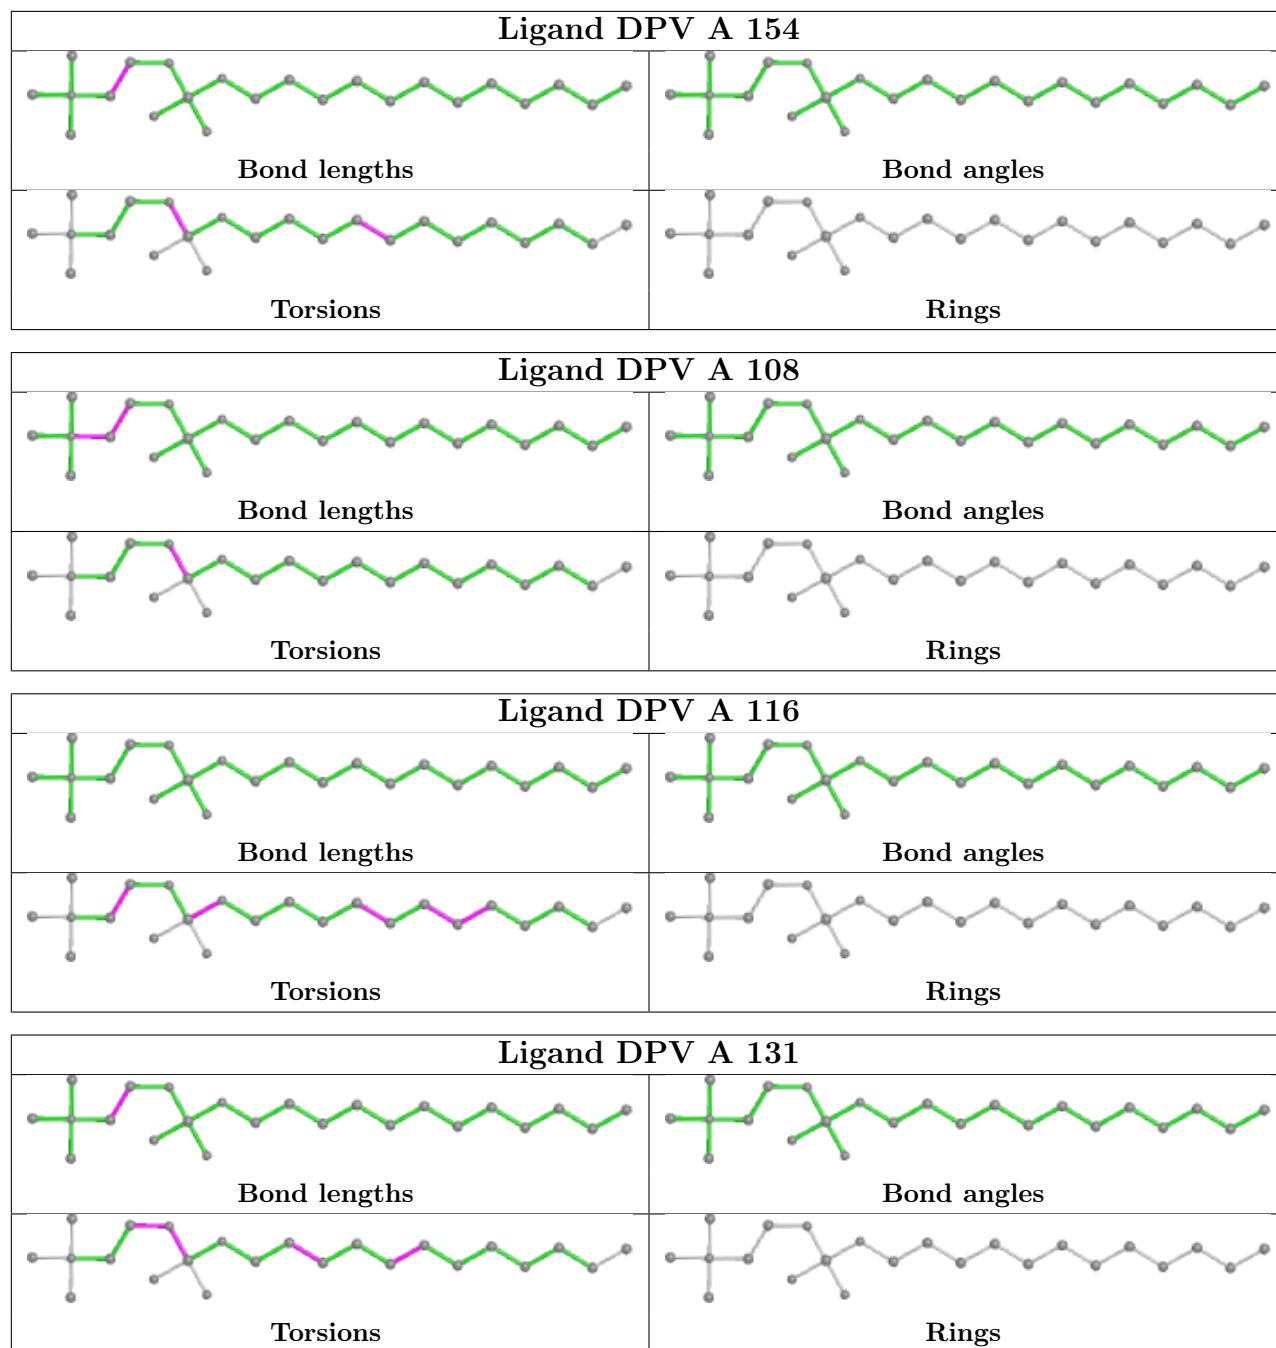 Ligand DPV A 154
Bond lengths
Bond angles
Torsions
Rings
Ligand DPV A 108
Bond lengths
Bond angles
Torsions
Rings
Ligand DPV A 116
Bond lengths
Bond angles
Torsions
Rings
Ligand DPV A 131
Bond lengths
Bond angles
Torsions
Rings